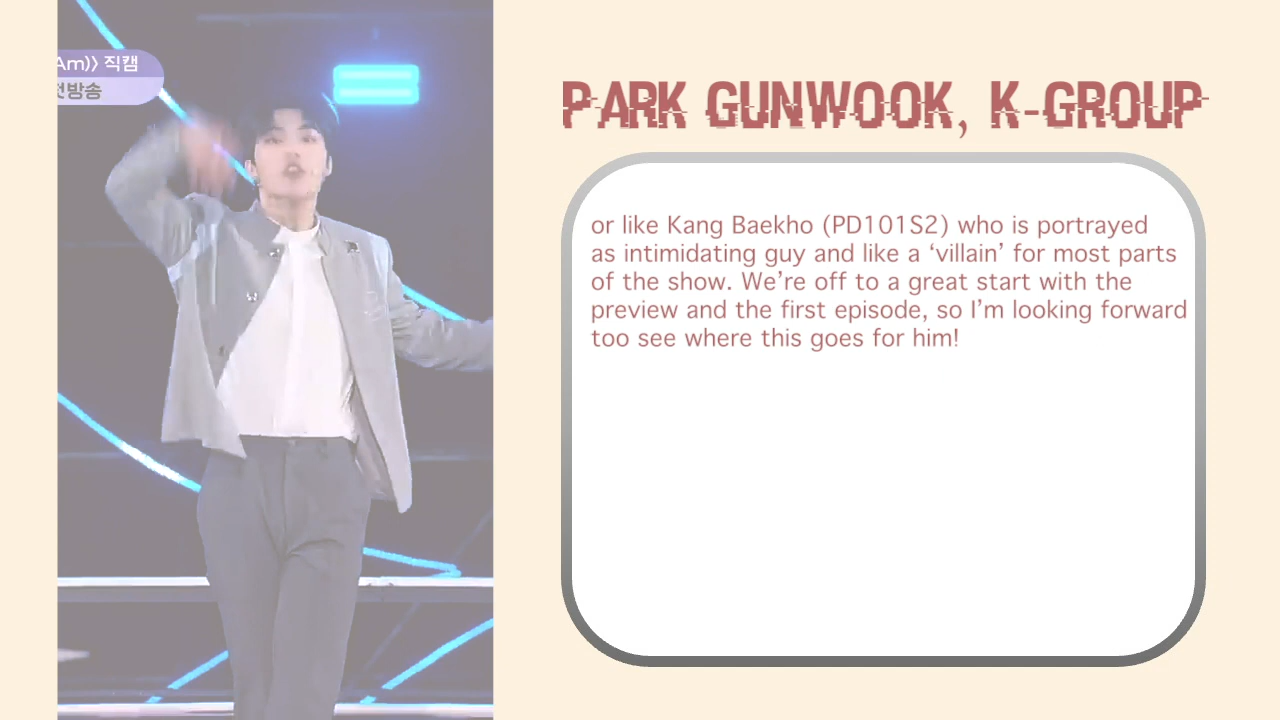 Am)⟩ 직캠
첫방송
PARK GUNWOOK, K-GROUP
or like Kang Baekho (PD101S2) who is portrayed
as intimidating guy and like a ‘villain’ for most parts
of the show. We’re off to a great start with the
preview and the first episode, so I’m looking forward
too see where this goes for him!